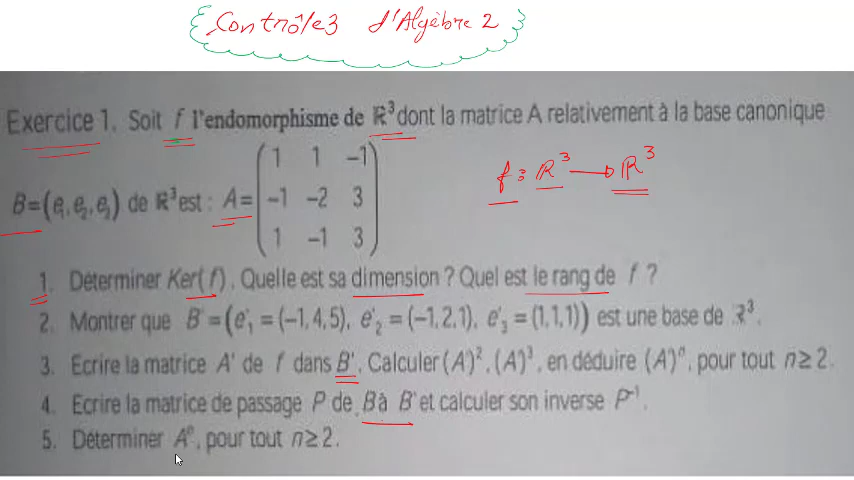 Contrôle3 d'Algèbre 2
Exercice 1. Soit f l'endomorphisme de ℝ³ dont la matrice A relativement à la base canonique
B=(e₁,e₂,e₃) de ℝ³ est : A= (1 1 -1
-1 -2 3
1 -1 3)
f : ℝ³ → ℝ³
1. Déterminer Ker(f). Quelle est sa dimension ? Quel est le rang de f ?
2. Montrer que B' = (e'₁ = (-1,4,5), e'₂ = (-1,2,1), e'₃ = (1,1,1)) est une base de ℝ³.
3. Ecrire la matrice A' de f dans B'. Calculer (A')², (A')³, en déduire (A')ⁿ, pour tout n ≥ 2.
4. Ecrire la matrice de passage P de B à B' et calculer son inverse P⁻¹.
5. Déterminer Aⁿ, pour tout n ≥ 2.